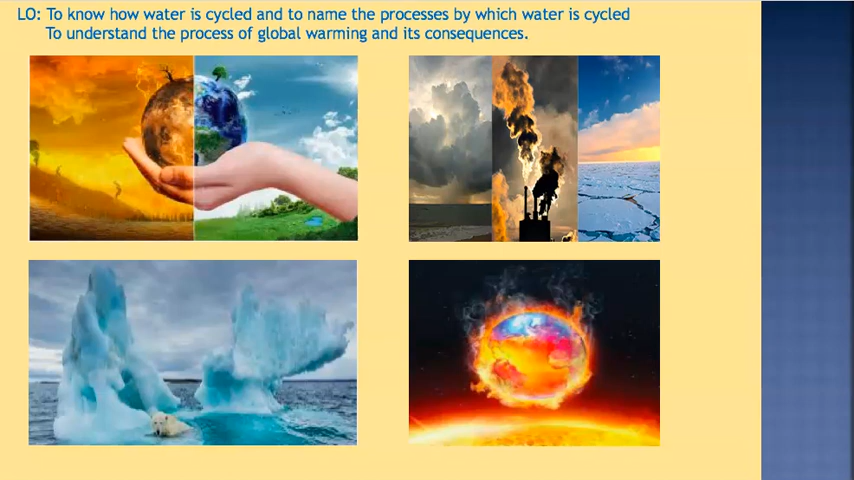 LO: To know how water is cycled and to name the processes by which water is cycled
To understand the process of global warming and its consequences.